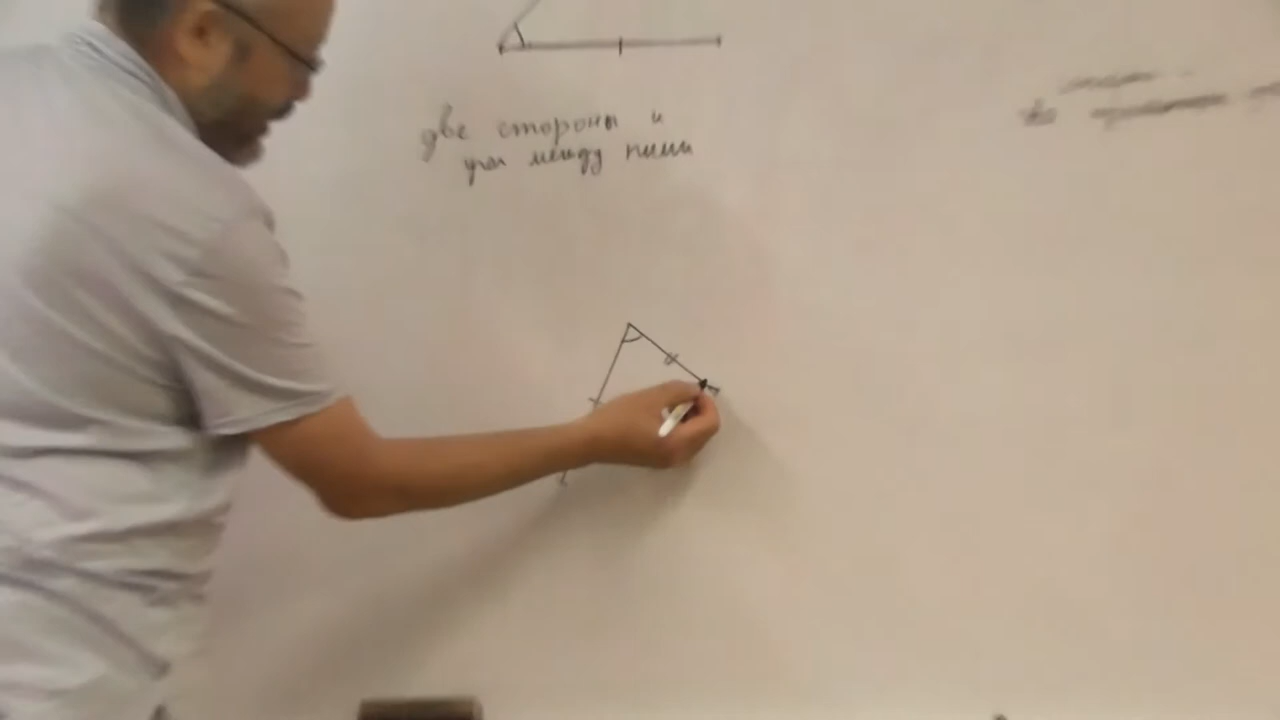 две стороны и
угол между ними